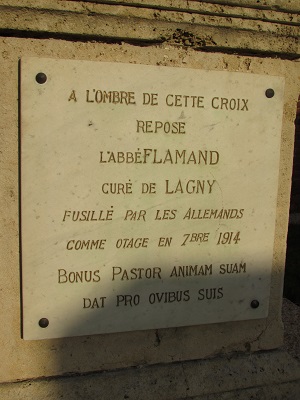 A L'OMBRE DE CETTE CROIX
REPOSE
L'ABBÉ FLAMAND
CURÉ DE LAGNY
FUSILLÉ PAR LES ALLEMANDS
COMME OTAGE EN 7BRE 1914
BONUS PASTOR ANIMAM SUAM
DAT PRO OVIBUS SUIS